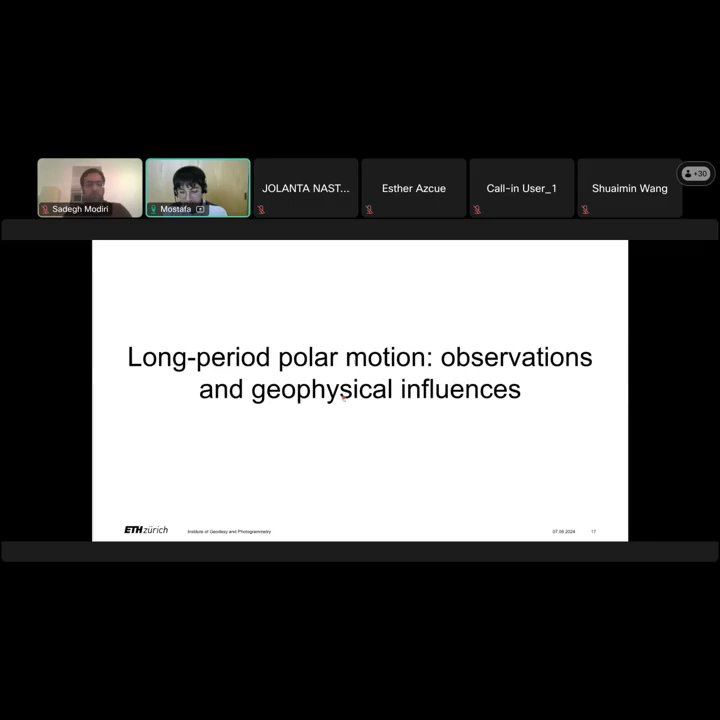 Sadegh Modiri
Mostafa
JOLANTA NAST...
Esther Azcue
Call-in User_1
Shuaimin Wang
+30
Long-period polar motion: observations
and geophysical influences
ETH zürich
Institute of Geodesy and Photogrammetry
07.06.2024
17